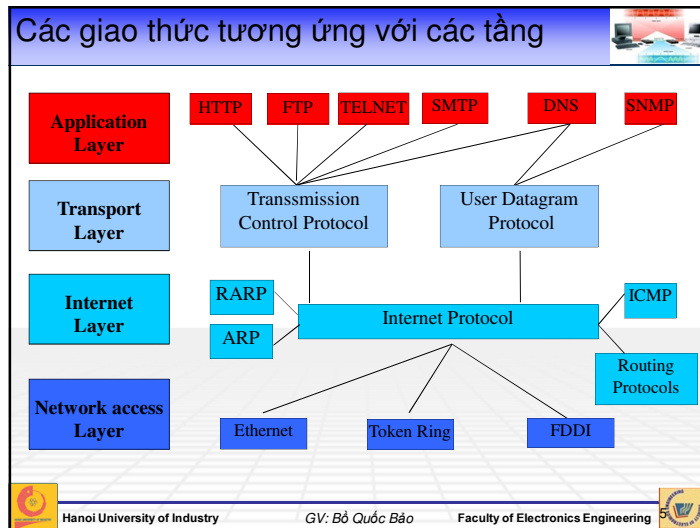 Các giao thức tương ứng với các tầng
Application
Layer
HTTP
FTP
TELNET
SMTP
DNS
SNMP
Transport
Layer
Transsmission
Control Protocol
User Datagram
Protocol
Internet
Layer
RARP
ARP
Internet Protocol
ICMP
Routing
Protocols
Network access
Layer
Ethernet
Token Ring
FDDI
Hanoi University of Industry
GV: Bồ Quốc Bảo
Faculty of Electronics Engineering
5